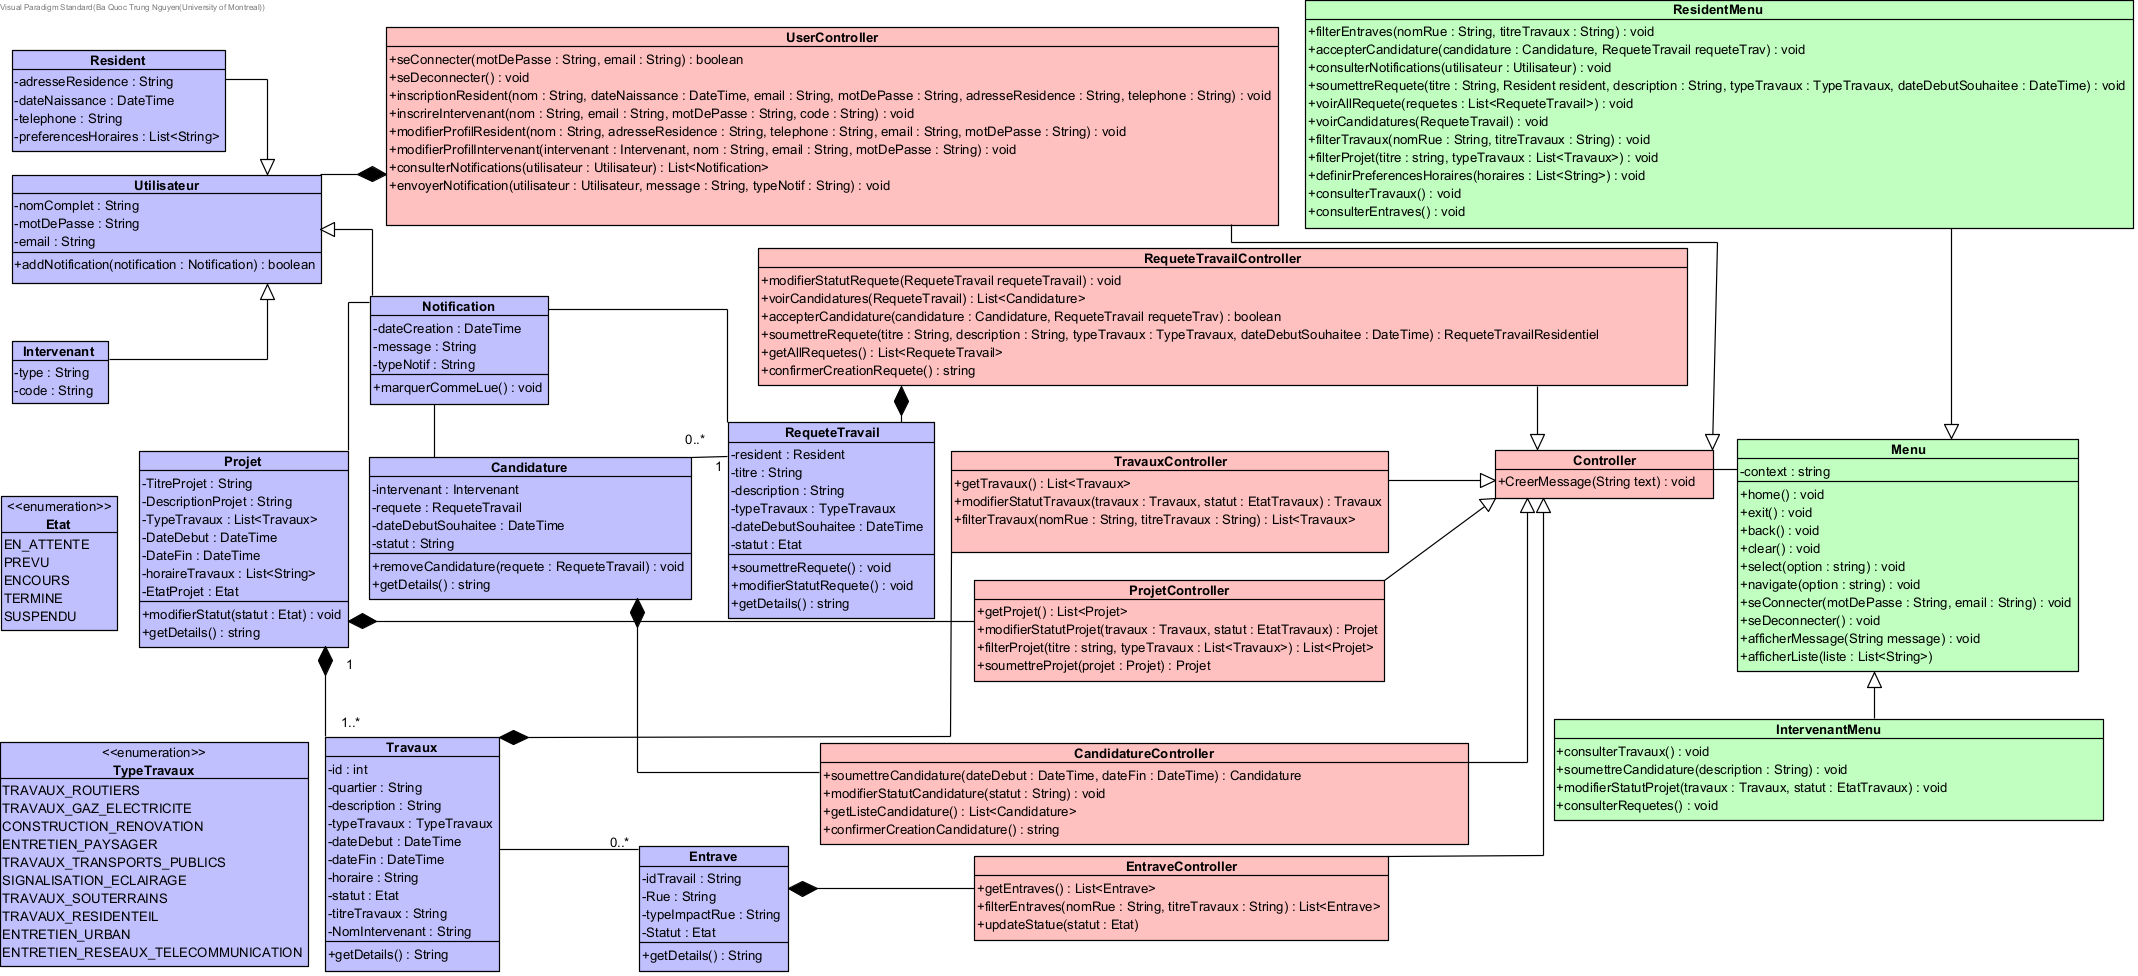 Visual Paradigm Standard(Ba Quoc Trung Nguyen(University of Montreal))
Resident
-adresseResidence : String
-dateNaissance : DateTime
-telephone : String
-preferencesHoraires : List<String>
UserController
+seConnecter(motDePasse : String, email : String) : boolean
+seDeconnecter() : void
+inscriptionResident(nom : String, dateNaissance : DateTime, email : String, motDePasse : String, adresseResidence : String, telephone : String) : void
+inscrireIntervenant(nom : String, email : String, motDePasse : String, code : String) : void
+modifierProfilResident(nom : String, adresseResidence : String, telephone : String, email : String, motDePasse : String) : void
+modifierProfilIntervenant(intervenant : Intervenant, nom : String, email : String, motDePasse : String) : void
+consulterNotifications(utilisateur : Utilisateur) : List<Notification>
+envoyerNotification(utilisateur : Utilisateur, message : String, typeNotif : String) : void
ResidentMenu
+filterEntraves(nomRue : String, titreTravaux : String) : void
+accepterCandidature(candidature : Candidature, RequeteTravail requeteTrav) : void
+consulterNotifications(utilisateur : Utilisateur) : void
+soumettreRequete(titre : String, Resident resident, description : String, typeTravaux : TypeTravaux, dateDebutSouhaitee : DateTime) : void
+voirAllRequete(requetes : List<RequeteTravail>) : void
+voirCandidatures(RequeteTravail) : void
+filterTravaux(nomRue : String, titreTravaux : String) : void
+filterProjet(titre : string, typeTravaux : List<Travaux>) : void
+definirPreferencesHoraires(horaires : List<String>) : void
+consulterTravaux() : void
+consulterEntraves() : void
Utilisateur
-nomComplet : String
-motDePasse : String
-email : String
+addNotification(notification : Notification) : boolean
RequeteTravailController
+modifierStatutRequete(RequeteTravail requeteTravail) : void
+voirCandidatures(RequeteTravail) : List<Candidature>
+accepterCandidature(candidature : Candidature, RequeteTravail requeteTrav) : boolean
+soumettreRequete(titre : String, description : String, typeTravaux : TypeTravaux, dateDebutSouhaitee : DateTime) : RequeteTravailResidentiel
+getAllRequetes() : List<RequeteTravail>
+confirmerCreationRequete() : string
Notification
-dateCreation : DateTime
-message : String
-typeNotif : String
+marquerCommeLue() : void
Intervenant
-type : String
-code : String
0..*
1
RequeteTravail
-resident : Resident
-titre : String
-description : String
-typeTravaux : TypeTravaux
-dateDebutSouhaitee : DateTime
-statut : Etat
+soumettreRequete() : void
+modifierStatutRequete() : void
+getDetails() : string
Projet
-TitreProjet : String
-DescriptionProjet : String
-TypeTravaux : List<Travaux>
-DateDebut : DateTime
-DateFin : DateTime
-horaireTravaux : List<String>
-EtatProjet : Etat
+modifierStatut(statut : Etat) : void
+getDetails() : string
Candidature
-intervenant : Intervenant
-requete : RequeteTravail
-dateDebutSouhaitee : DateTime
-statut : String
+removeCandidature(requete : RequeteTravail) : void
+getDetails() : string
TravauxController
+getTravaux() : List<Travaux>
+modifierStatutTravaux(travaux : Travaux, statut : EtatTravaux) : Travaux
+filterTravaux(nomRue : String, titreTravaux : String) : List<Travaux>
Controller
+CreerMessage(String text) : void
Menu
-context : string
+home() : void
+exit() : void
+back() : void
+clear() : void
+select(option : string) : void
+navigate(option : string) : void
+seConnecter(motDePasse : String, email : String) : void
+seDeconnecter() : void
+afficherMessage(String message) : void
+afficherListe(liste : List<String>)
<<enumeration>>
Etat
EN_ATTENTE
PREVU
ENCOURS
TERMINE
SUSPENDU
ProjetController
+getProjet() : List<Projet>
+modifierStatutProjet(travaux : Travaux, statut : EtatTravaux) : Projet
+filterProjet(titre : string, typeTravaux : List<Travaux>) : List<Projet>
+soumettreProjet(projet : Projet) : Projet
1
1..*
<<enumeration>>
TypeTravaux
TRAVAUX_ROUTIERS
TRAVAUX_GAZ_ELECTRICITE
CONSTRUCTION_RENOVATION
ENTRETIEN_PAYSAGER
TRAVAUX_TRANSPORTS_PUBLICS
SIGNALISATION_ECLAIRAGE
TRAVAUX_SOUTERRAINS
TRAVAUX_RESIDENTEIL
ENTRETIEN_URBAN
ENTRETIEN_RESEAUX_TELECOMMUNICATION
Travaux
-id : int
-quartier : String
-description : String
-typeTravaux : TypeTravaux
-dateDebut : DateTime
-dateFin : DateTime
-horaire : String
-statut : Etat
-titreTravaux : String
-NomIntervenant : String
+getDetails() : String
CandidatureController
+soumettreCandidature(dateDebut : DateTime, dateFin : DateTime) : Candidature
+modifierStatutCandidature(statut : String) : void
+getListeCandidature() : List<Candidature>
+confirmerCreationCandidature() : string
IntervenantMenu
+consulterTravaux() : void
+soumettreCandidature(description : String) : void
+modifierStatutProjet(travaux : Travaux, statut : EtatTravaux) : void
+consulterRequetes() : void
0..*
Entrave
-idTravail : String
-Rue : String
-typeImpactRue : String
-Statut : Etat
+getDetails() : String
EntraveController
+getEntraves() : List<Entrave>
+filterEntraves(nomRue : String, titreTravaux : String) : List<Entrave>
+updateStatue(statut : Etat)